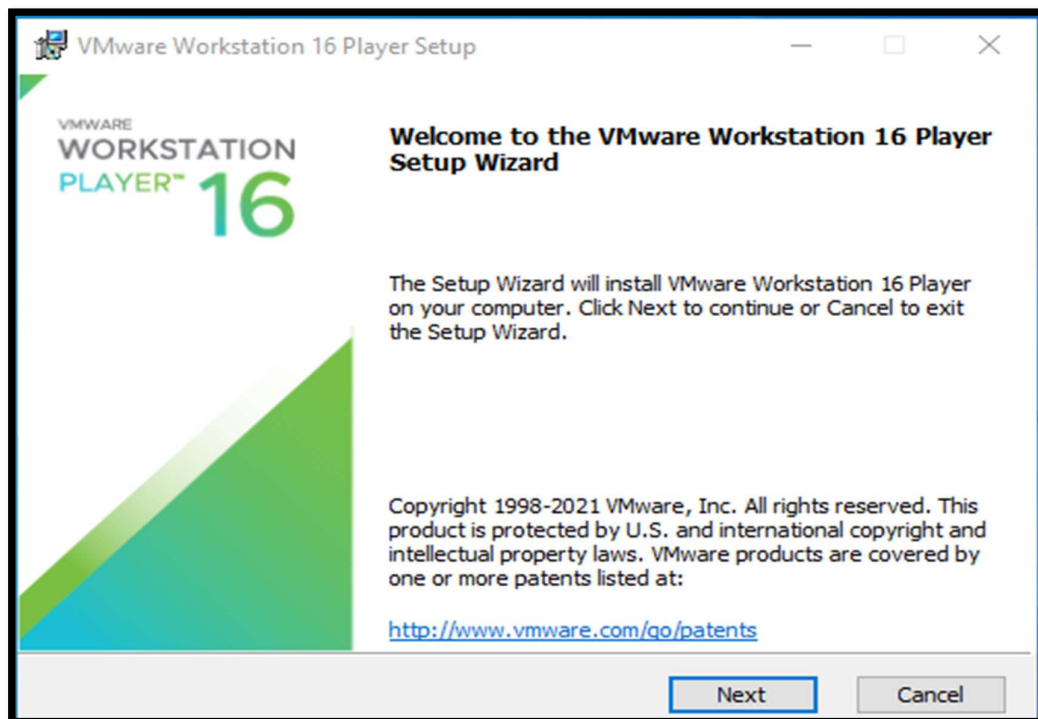 VMware Workstation 16 Player Setup
VMWARE
WORKSTATION
PLAYER™ 16
Welcome to the VMware Workstation 16 Player
Setup Wizard
The Setup Wizard will install VMware Workstation 16 Player
on your computer. Click Next to continue or Cancel to exit
the Setup Wizard.
Copyright 1998-2021 VMware, Inc. All rights reserved. This
product is protected by U.S. and international copyright and
intellectual property laws. VMware products are covered by
one or more patents listed at:
http://www.vmware.com/go/patents
Next Cancel